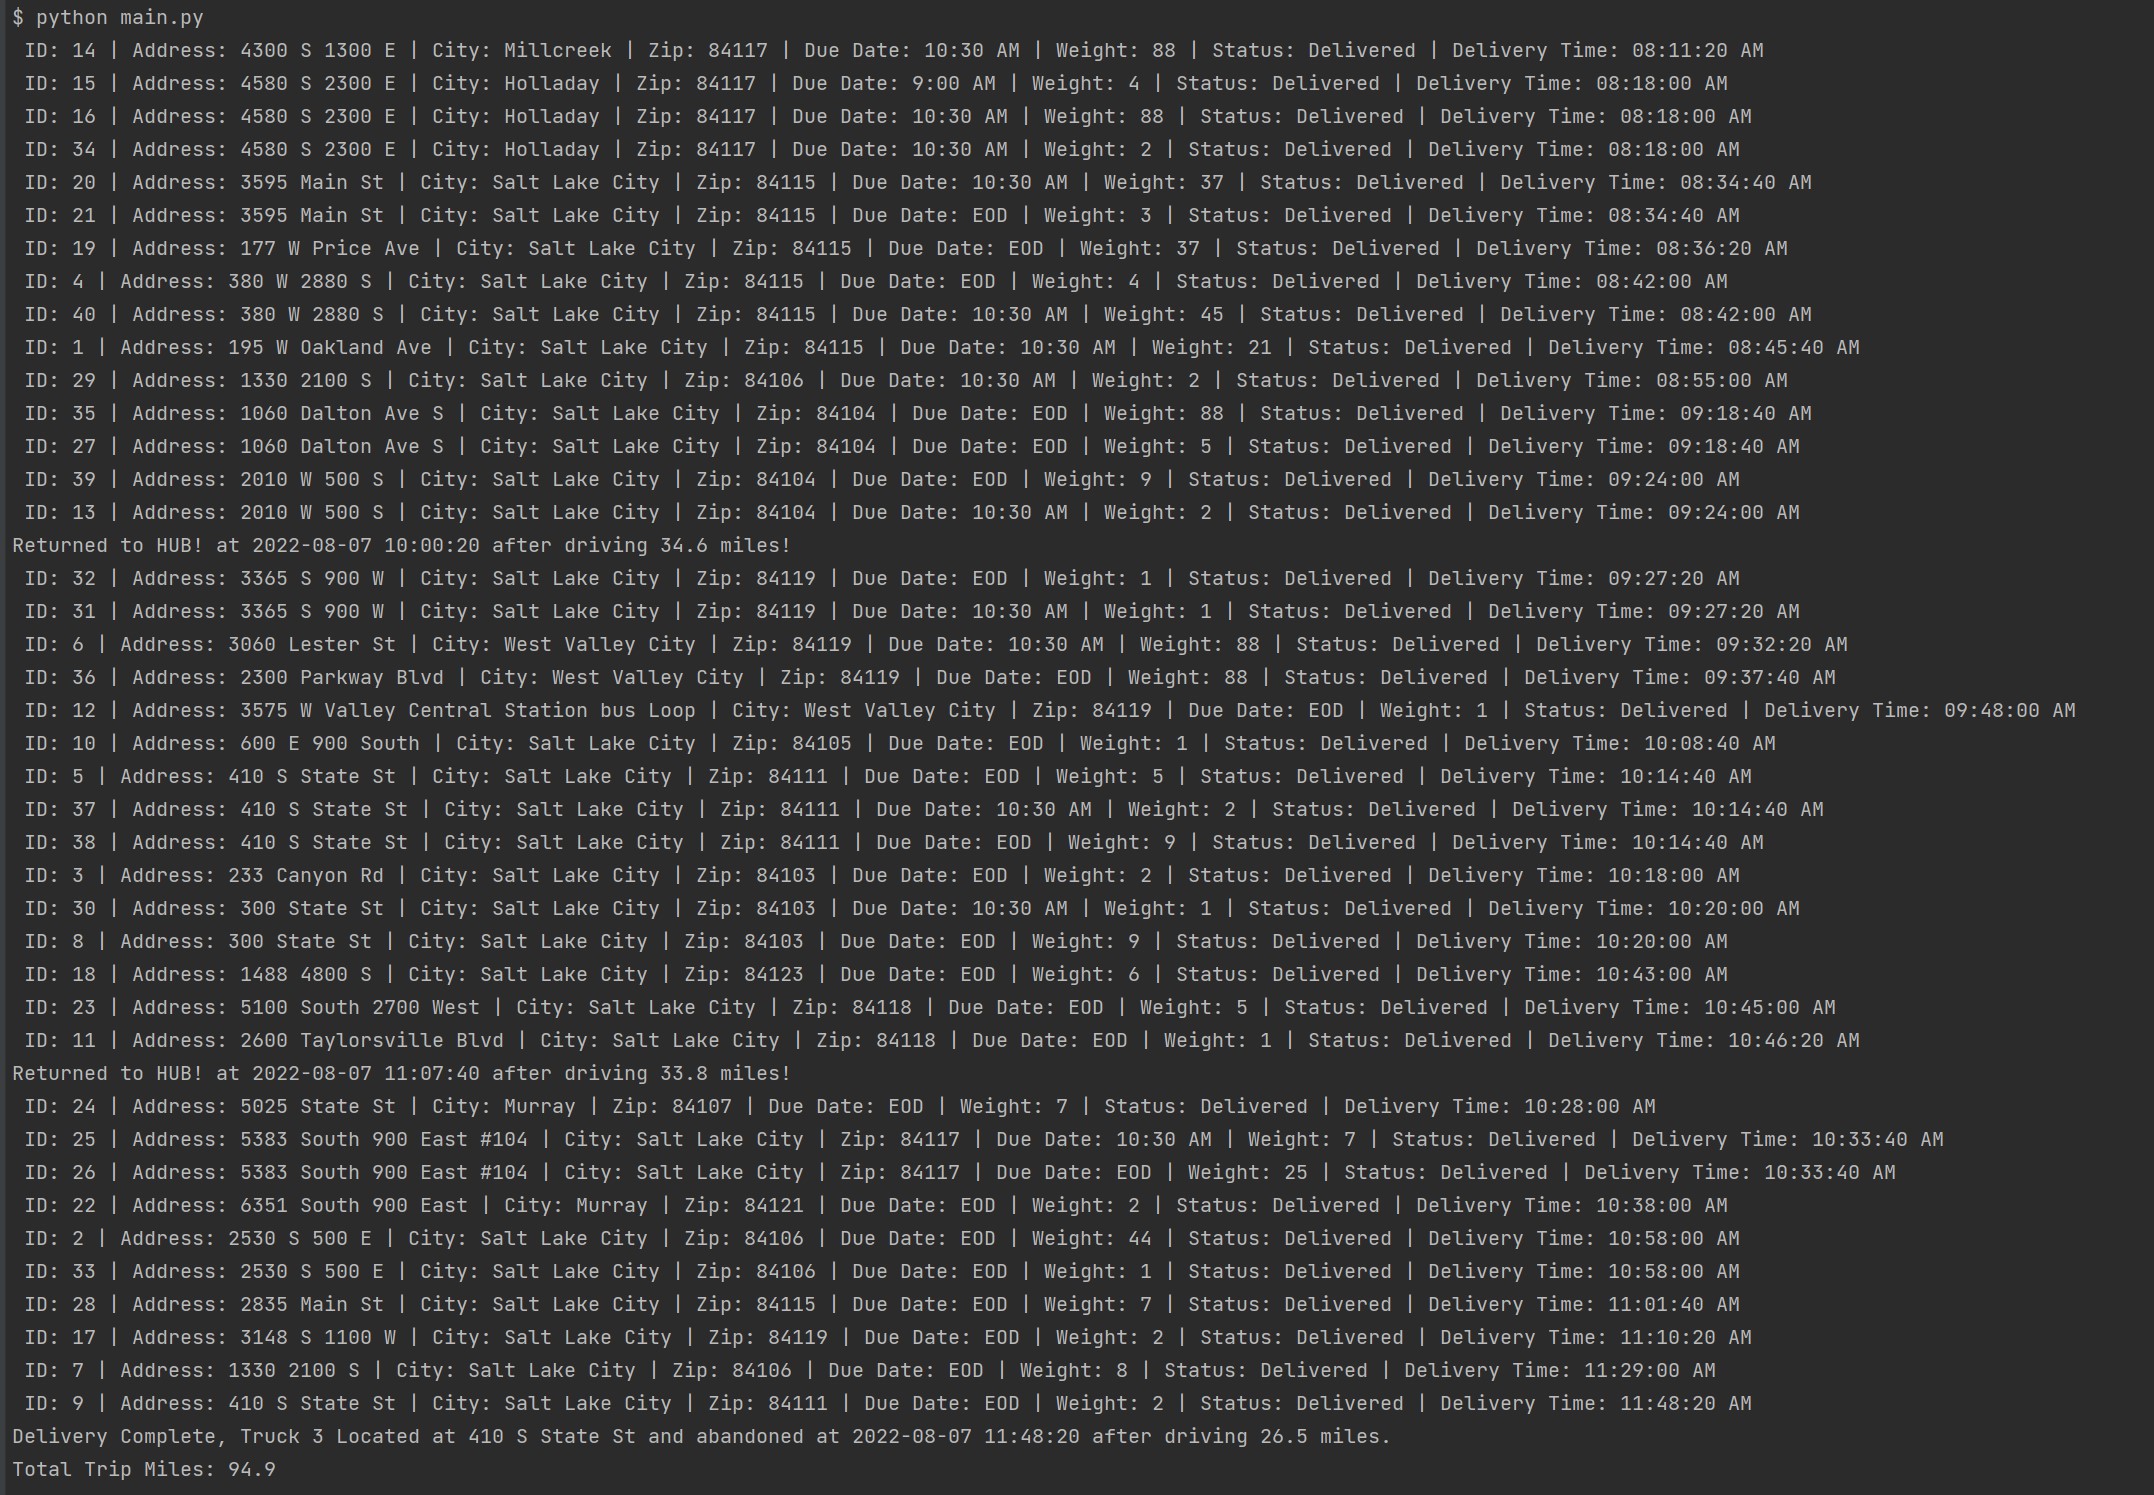 $ python main.py
ID: 14 | Address: 4300 S 1300 E | City: Millcreek | Zip: 84117 | Due Date: 10:30 AM | Weight: 88 | Status: Delivered | Delivery Time: 08:11:20 AM
ID: 15 | Address: 4580 S 2300 E | City: Holladay | Zip: 84117 | Due Date: 9:00 AM | Weight: 4 | Status: Delivered | Delivery Time: 08:18:00 AM
ID: 16 | Address: 4580 S 2300 E | City: Holladay | Zip: 84117 | Due Date: 10:30 AM | Weight: 88 | Status: Delivered | Delivery Time: 08:18:00 AM
ID: 34 | Address: 4580 S 2300 E | City: Holladay | Zip: 84117 | Due Date: 10:30 AM | Weight: 2 | Status: Delivered | Delivery Time: 08:18:00 AM
ID: 20 | Address: 3595 Main St | City: Salt Lake City | Zip: 84115 | Due Date: 10:30 AM | Weight: 37 | Status: Delivered | Delivery Time: 08:34:40 AM
ID: 21 | Address: 3595 Main St | City: Salt Lake City | Zip: 84115 | Due Date: EOD | Weight: 3 | Status: Delivered | Delivery Time: 08:34:40 AM
ID: 19 | Address: 177 W Price Ave | City: Salt Lake City | Zip: 84115 | Due Date: EOD | Weight: 37 | Status: Delivered | Delivery Time: 08:36:20 AM
ID: 4 | Address: 380 W 2880 S | City: Salt Lake City | Zip: 84115 | Due Date: EOD | Weight: 4 | Status: Delivered | Delivery Time: 08:42:00 AM
ID: 40 | Address: 380 W 2880 S | City: Salt Lake City | Zip: 84115 | Due Date: 10:30 AM | Weight: 45 | Status: Delivered | Delivery Time: 08:42:00 AM
ID: 1 | Address: 195 W Oakland Ave | City: Salt Lake City | Zip: 84115 | Due Date: 10:30 AM | Weight: 21 | Status: Delivered | Delivery Time: 08:45:40 AM
ID: 29 | Address: 1330 2100 S | City: Salt Lake City | Zip: 84106 | Due Date: 10:30 AM | Weight: 2 | Status: Delivered | Delivery Time: 08:55:00 AM
ID: 35 | Address: 1060 Dalton Ave S | City: Salt Lake City | Zip: 84104 | Due Date: EOD | Weight: 88 | Status: Delivered | Delivery Time: 09:18:40 AM
ID: 27 | Address: 1060 Dalton Ave S | City: Salt Lake City | Zip: 84104 | Due Date: EOD | Weight: 5 | Status: Delivered | Delivery Time: 09:18:40 AM
ID: 39 | Address: 2010 W 500 S | City: Salt Lake City | Zip: 84104 | Due Date: EOD | Weight: 9 | Status: Delivered | Delivery Time: 09:24:00 AM
ID: 13 | Address: 2010 W 500 S | City: Salt Lake City | Zip: 84104 | Due Date: 10:30 AM | Weight: 2 | Status: Delivered | Delivery Time: 09:24:00 AM
Returned to HUB! at 2022-08-07 10:00:20 after driving 34.6 miles!
ID: 32 | Address: 3365 S 900 W | City: Salt Lake City | Zip: 84119 | Due Date: EOD | Weight: 1 | Status: Delivered | Delivery Time: 09:27:20 AM
ID: 31 | Address: 3365 S 900 W | City: Salt Lake City | Zip: 84119 | Due Date: 10:30 AM | Weight: 1 | Status: Delivered | Delivery Time: 09:27:20 AM
ID: 6 | Address: 3060 Lester St | City: West Valley City | Zip: 84119 | Due Date: 10:30 AM | Weight: 88 | Status: Delivered | Delivery Time: 09:32:20 AM
ID: 36 | Address: 2300 Parkway Blvd | City: West Valley City | Zip: 84119 | Due Date: EOD | Weight: 88 | Status: Delivered | Delivery Time: 09:37:40 AM
ID: 12 | Address: 3575 W Valley Central Station bus Loop | City: West Valley City | Zip: 84119 | Due Date: EOD | Weight: 1 | Status: Delivered | Delivery Time: 09:48:00 AM
ID: 10 | Address: 600 E 900 South | City: Salt Lake City | Zip: 84105 | Due Date: EOD | Weight: 1 | Status: Delivered | Delivery Time: 10:08:40 AM
ID: 5 | Address: 410 S State St | City: Salt Lake City | Zip: 84111 | Due Date: EOD | Weight: 5 | Status: Delivered | Delivery Time: 10:14:40 AM
ID: 37 | Address: 410 S State St | City: Salt Lake City | Zip: 84111 | Due Date: 10:30 AM | Weight: 2 | Status: Delivered | Delivery Time: 10:14:40 AM
ID: 38 | Address: 410 S State St | City: Salt Lake City | Zip: 84111 | Due Date: EOD | Weight: 9 | Status: Delivered | Delivery Time: 10:14:40 AM
ID: 3 | Address: 233 Canyon Rd | City: Salt Lake City | Zip: 84103 | Due Date: EOD | Weight: 2 | Status: Delivered | Delivery Time: 10:18:00 AM
ID: 30 | Address: 300 State St | City: Salt Lake City | Zip: 84103 | Due Date: 10:30 AM | Weight: 1 | Status: Delivered | Delivery Time: 10:20:00 AM
ID: 8 | Address: 300 State St | City: Salt Lake City | Zip: 84103 | Due Date: EOD | Weight: 9 | Status: Delivered | Delivery Time: 10:20:00 AM
ID: 18 | Address: 1488 4800 S | City: Salt Lake City | Zip: 84123 | Due Date: EOD | Weight: 6 | Status: Delivered | Delivery Time: 10:43:00 AM
ID: 23 | Address: 5100 South 2700 West | City: Salt Lake City | Zip: 84118 | Due Date: EOD | Weight: 5 | Status: Delivered | Delivery Time: 10:45:00 AM
ID: 11 | Address: 2600 Taylorsville Blvd | City: Salt Lake City | Zip: 84118 | Due Date: EOD | Weight: 1 | Status: Delivered | Delivery Time: 10:46:20 AM
Returned to HUB! at 2022-08-07 11:07:40 after driving 33.8 miles!
ID: 24 | Address: 5025 State St | City: Murray | Zip: 84107 | Due Date: EOD | Weight: 7 | Status: Delivered | Delivery Time: 10:28:00 AM
ID: 25 | Address: 5383 South 900 East #104 | City: Salt Lake City | Zip: 84117 | Due Date: 10:30 AM | Weight: 7 | Status: Delivered | Delivery Time: 10:33:40 AM
ID: 26 | Address: 5383 South 900 East #104 | City: Salt Lake City | Zip: 84117 | Due Date: EOD | Weight: 25 | Status: Delivered | Delivery Time: 10:33:40 AM
ID: 22 | Address: 6351 South 900 East | City: Murray | Zip: 84121 | Due Date: EOD | Weight: 2 | Status: Delivered | Delivery Time: 10:38:00 AM
ID: 2 | Address: 2530 S 500 E | City: Salt Lake City | Zip: 84106 | Due Date: EOD | Weight: 44 | Status: Delivered | Delivery Time: 10:58:00 AM
ID: 33 | Address: 2530 S 500 E | City: Salt Lake City | Zip: 84106 | Due Date: EOD | Weight: 1 | Status: Delivered | Delivery Time: 10:58:00 AM
ID: 28 | Address: 2835 Main St | City: Salt Lake City | Zip: 84115 | Due Date: EOD | Weight: 7 | Status: Delivered | Delivery Time: 11:01:40 AM
ID: 17 | Address: 3148 S 1100 W | City: Salt Lake City | Zip: 84119 | Due Date: EOD | Weight: 2 | Status: Delivered | Delivery Time: 11:10:20 AM
ID: 7 | Address: 1330 2100 S | City: Salt Lake City | Zip: 84106 | Due Date: EOD | Weight: 8 | Status: Delivered | Delivery Time: 11:29:00 AM
ID: 9 | Address: 410 S State St | City: Salt Lake City | Zip: 84111 | Due Date: EOD | Weight: 2 | Status: Delivered | Delivery Time: 11:48:20 AM
Delivery Complete, Truck 3 Located at 410 S State St and abandoned at 2022-08-07 11:48:20 after driving 26.5 miles.
Total Trip Miles: 94.9